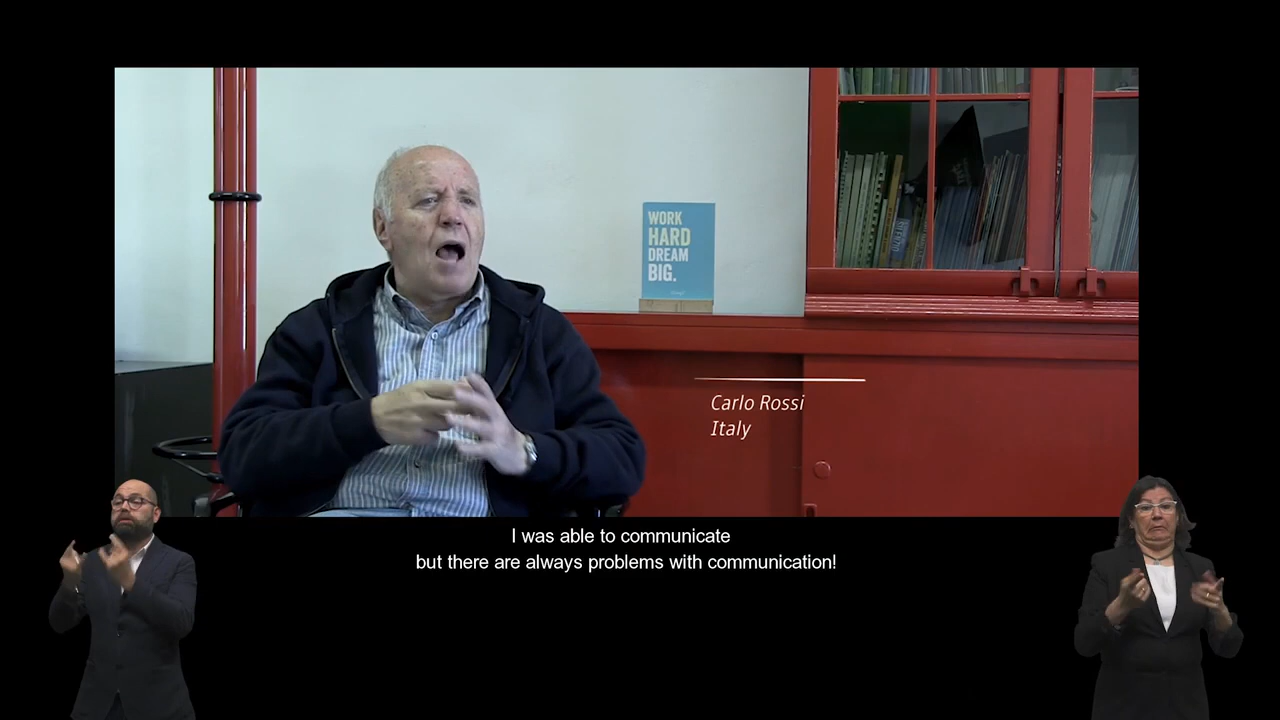 WORK
HARD
DREAM
BIG.
Carlo Rossi
Italy
I was able to communicate
but there are always problems with communication!